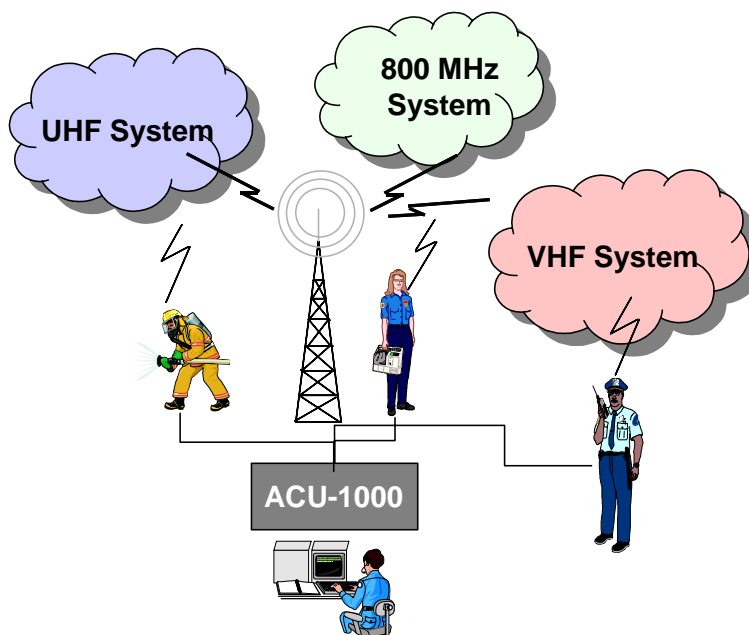 UHF System
800 MHz
System
VHF System
ACU-1000